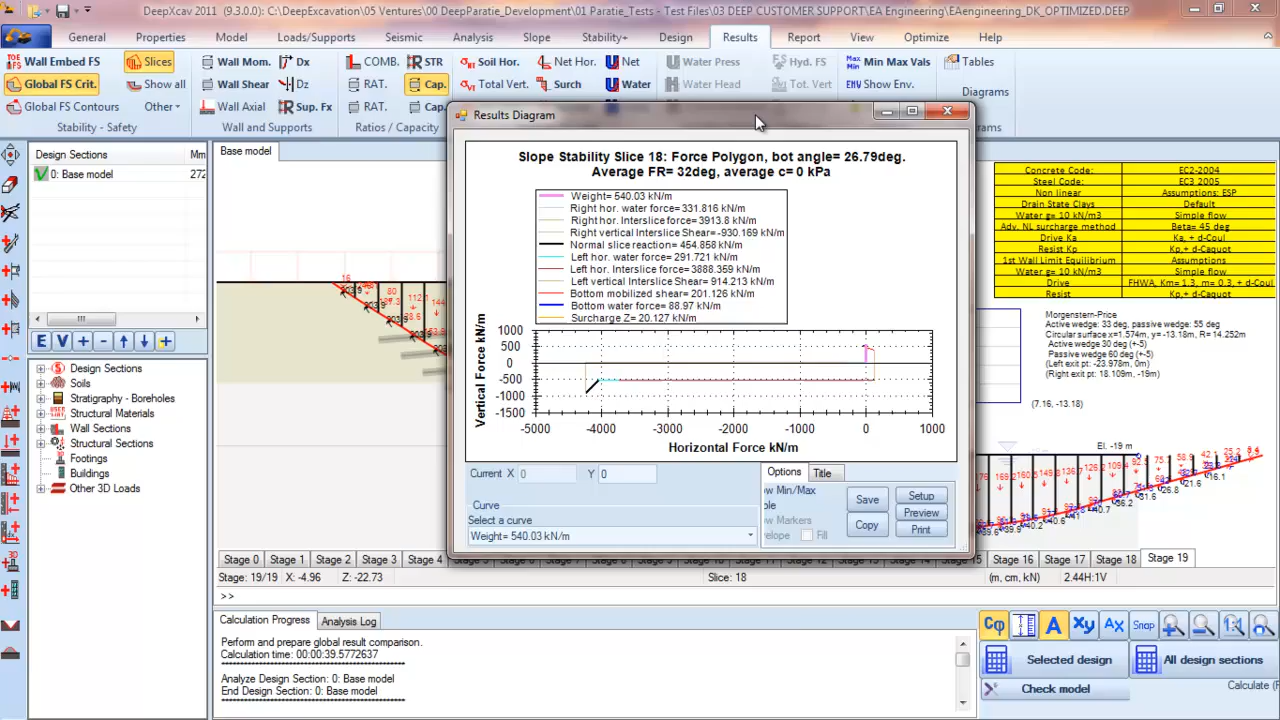 DeepXcav 2011 (9.3.0.0): C:\DeepExcavation\05 Ventures\00 DeepParatie_Development\01 Paratie_Tests - Test Files\03 DEEP CUSTOMER SUPPORT\EA Engineering\EAengineering_DK_OPTIMIZED.DEEP
General Properties Model Loads/Supports Seismic Analysis Slope Stability+ Design Results Report View Optimize Help
Wall Embed FS Slices Wall Mom. Dx COMB. STR Soil Hor. Net Hor. Net Water Press Hyd. FS Min Max Vals Tables
Global FS Crit. Show all Wall Shear Dz RAT. Cap. Total Vert. Surch Water Water Head Tot. Vert Show Env. Diagrams
Global FS Contours Other Wall Axial Sup. Fx RAT. Cap.
Stability - Safety Wall and Supports Ratios / Capacity
Results Diagram
Design Sections
0: Base model 272
Base model
Slope Stability Slice 18: Force Polygon, bot angle= 26.79deg.
Average FR= 32deg, average c= 0 kPa
Weight= 540.03 kN/m
Right hor. water force= 331.816 kN/m
Right hor. Interslice force= 3913.8 kN/m
Right vertical Interslice Shear= -930.169 kN/m
Normal slice reaction= 454.858 kN/m
Left hor. water force= 291.721 kN/m
Left hor. Interslice force= 3888.359 kN/m
Left vertical Interslice Shear= 914.213 kN/m
Bottom mobilized shear= 201.126 kN/m
Bottom water force= 88.97 kN/m
Surcharge Z= 20.127 kN/m
Vertical Force kN/m
1000
500
0
-500
-1000
-1500
-5000 -4000 -3000 -2000 -1000 0 1000
Horizontal Force kN/m
Current X 0 Y 0
Curve
Select a curve
Weight= 540.03 kN/m
Options Title
ow Min/Max
ow Markers
Fill
Save
Copy
Setup
Preview
Print
Concrete Code: EC2-2004
Steel Code: EC3 2005
Non linear Assumptions: ESP
Drain State Clays Default
Water g= 10 kN/m3 Simple flow
Adv. NL surcharge method Beta= 45 deg
Drive Ka Ka, + d-Coul
Resist Kp Kp,+ d-Caquot
1st Wall Limit Equilibrium Assumptions
Water g= 10 kN/m3 Simple flow
Drive FHWA, Km= 1.3, m= 0.3, + d-Coul
Resist Kp,+ d-Caquot
Morgenstern-Price
Active wedge: 33 deg, passive wedge: 55 deg
Circular surface x=1.574m, y= -13.18m, R= 14.252m
Active wedge 30 deg (+-5)
Passive wedge 60 deg (+-5)
(Left exit pt: -23.978m, 0m)
(Right exit pt: 18.109m, -19m)
(7.16, -13.18)
El. -19 m
E V + -
Design Sections
Soils
Stratigraphy - Boreholes
Structural Materials
Wall Sections
Structural Sections
Footings
Buildings
Other 3D Loads
Stage 0 Stage 1 Stage 2 Stage 3 Stage 4 Stage 16 Stage 17 Stage 18 Stage 19
Stage: 19/19 X: -4.96 Z: -22.73 Slice: 18 (m, cm, kN) 2.44H:1V
>>
Calculation Progress Analysis Log
Perform and prepare global result comparison.
Calculation time: 00:00:39.5772637
************************************************
Analyze Design Section: 0: Base model
End Design Section: 0: Base model
************************************************
Cφ A Xy Ax Snap
Selected design All design sections
Check model
Calculate (F